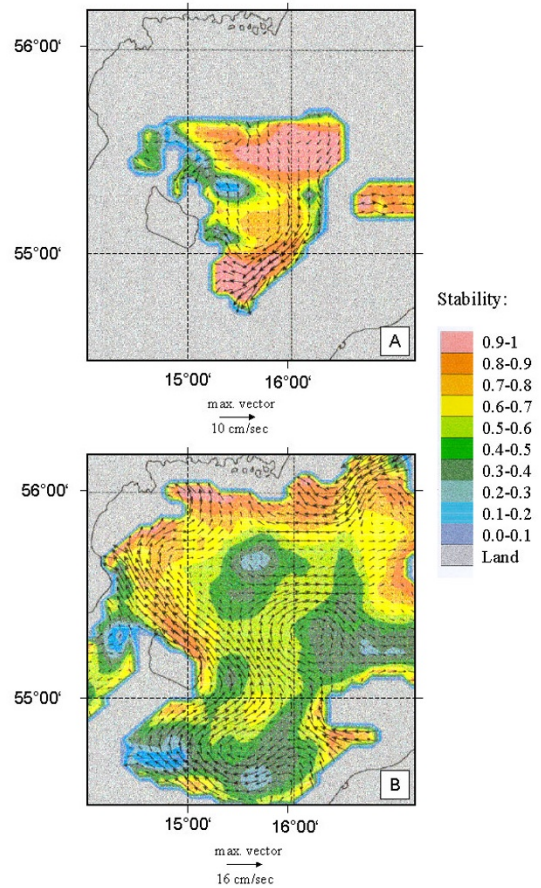 56°00'
55°00'
A
15°00'
16°00'
max. vector
10 cm/sec
Stability:
0.9-1
0.8-0.9
0.7-0.8
0.6-0.7
0.5-0.6
0.4-0.5
0.3-0.4
0.2-0.3
0.1-0.2
0.0-0.1
Land
56°00'
55°00'
B
15°00'
16°00'
max. vector
16 cm/sec